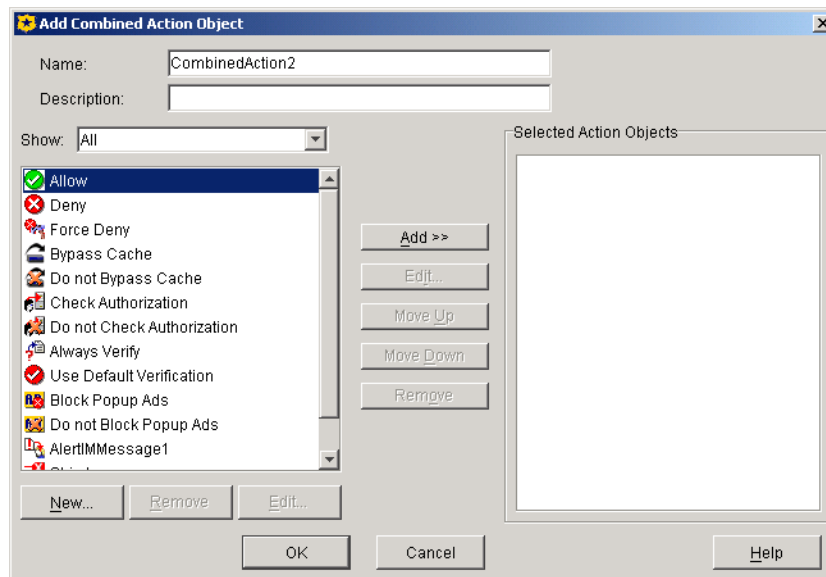 Add Combined Action Object
Name: CombinedAction2
Description:
Show: All
Selected Action Objects
Allow
Deny
Force Deny
Bypass Cache
Do not Bypass Cache
Check Authorization
Do not Check Authorization
Always Verify
Use Default Verification
Block Popup Ads
Do not Block Popup Ads
AlertIMMessage1
Add >>
Edit...
Move Up
Move Down
Remove
New... Remove Edit...
OK Cancel Help